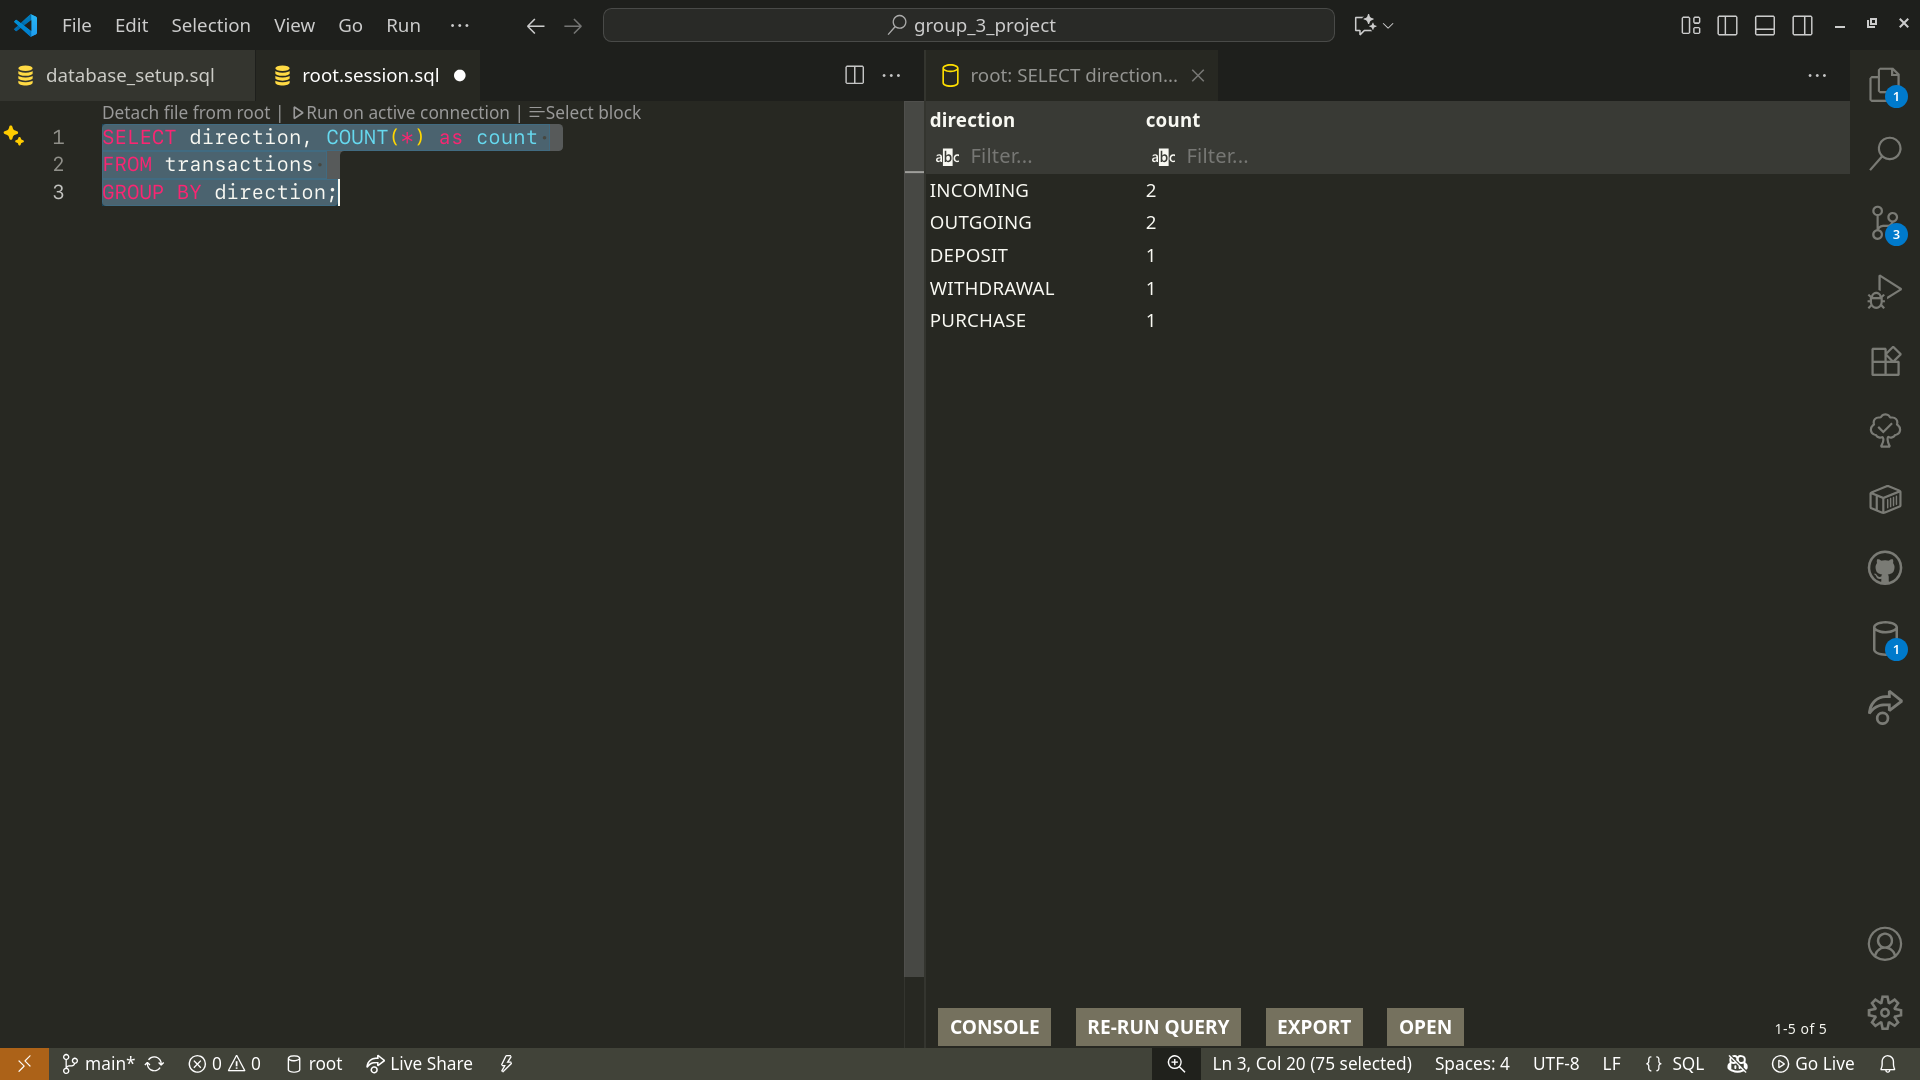 File Edit Selection View Go Run ···
group_3_project
database_setup.sql
root.session.sql
root: SELECT direction...
Detach file from root | Run on active connection | Select block
1 SELECT direction, COUNT(*) as count
2 FROM transactions
3 GROUP BY direction;
direction count
abc Filter... abc Filter...
INCOMING 2
OUTGOING 2
DEPOSIT 1
WITHDRAWAL 1
PURCHASE 1
1
3
1
CONSOLE RE-RUN QUERY EXPORT OPEN 1-5 of 5
main* 0 0 root Live Share Ln 3, Col 20 (75 selected) Spaces: 4 UTF-8 LF {} SQL Go Live